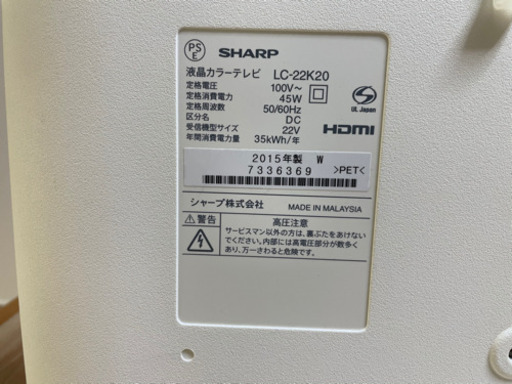 PS E
SHARP
液晶カラーテレビ LC-22K20
定格電圧 100V～
定格消費電力 45W
定格周波数 50/60Hz
区分名 DC
受信機型サイズ 22V
年間消費電力量 35kWh/年
UL Japan
HDMI
2015年製 W
7336369
>PET<
シャープ株式会社 MADE IN MALAYSIA
⚠警告 高圧注意
サービスマン以外の方は、裏ぶたをあけない
でください。内部には高電圧部分が数多く
あり、万一さわると危険です。